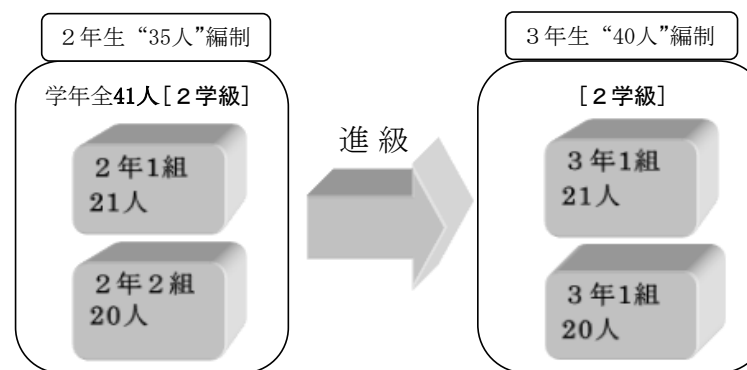 ２年生“35人”編制
学年全41人[２学級]
２年1組
21人
２年２組
20人
進 級
３年生“40人”編制
[２学級]
３年1組
21人
３年1組
20人